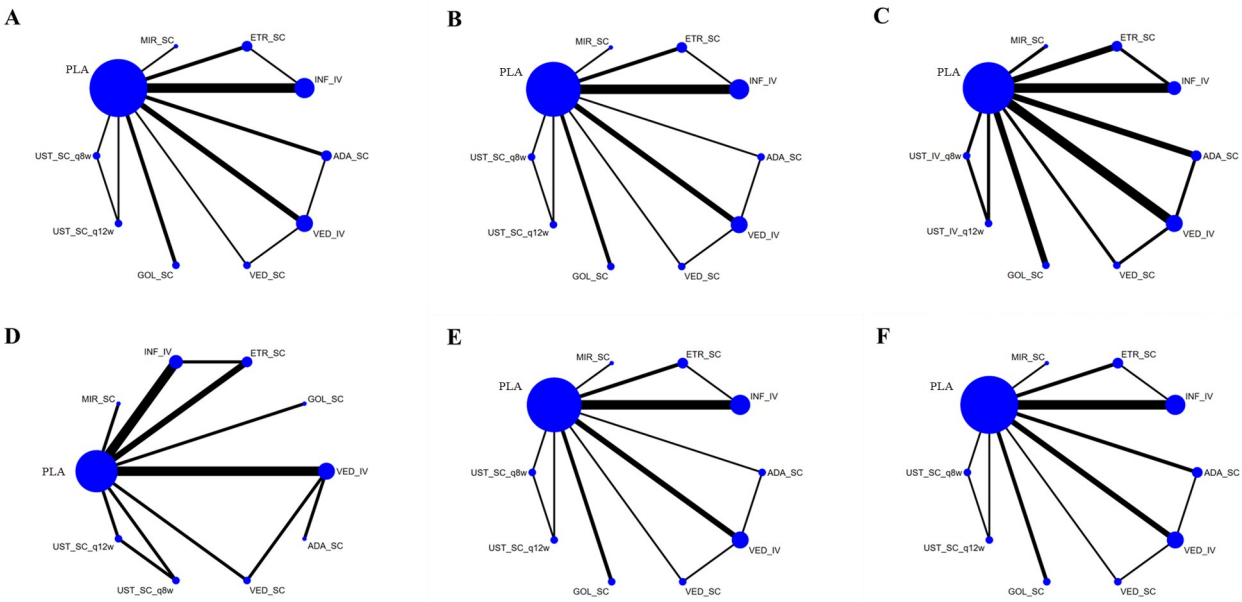 A
MIR_SC
ETR_SC
PLA
INF_IV
UST_SC_q8w
ADA_SC
UST_SC_q12w
VED_IV
GOL_SC
VED_SC
B
MIR_SC
ETR_SC
PLA
INF_IV
UST_SC_q8w
ADA_SC
UST_SC_q12w
VED_IV
GOL_SC
VED_SC
C
MIR_SC
ETR_SC
PLA
INF_IV
UST_IV_q8w
ADA_SC
UST_IV_q12w
VED_IV
GOL_SC
VED_SC
D
INF_IV
ETR_SC
MIR_SC
GOL_SC
PLA
VED_IV
UST_SC_q12w
ADA_SC
UST_SC_q8w
VED_SC
E
MIR_SC
ETR_SC
PLA
INF_IV
UST_SC_q8w
ADA_SC
UST_SC_q12w
VED_IV
GOL_SC
VED_SC
F
MIR_SC
ETR_SC
PLA
INF_IV
UST_SC_q8w
ADA_SC
UST_SC_q12w
VED_IV
GOL_SC
VED_SC